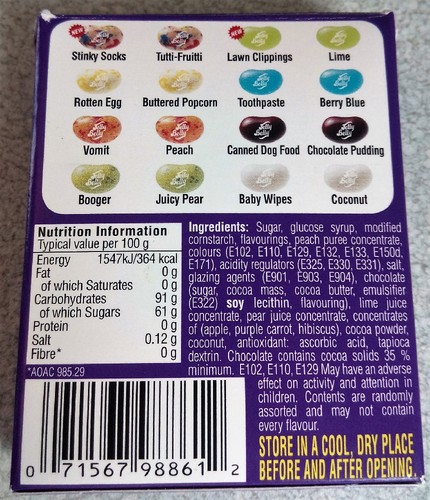 NEW NEW
Stinky Socks Tutti-Fruitti Lawn Clippings Lime
Rotten Egg Buttered Popcorn Toothpaste Berry Blue
Vomit Peach Canned Dog Food Chocolate Pudding
Booger Juicy Pear Baby Wipes Coconut
Nutrition Information
Typical value per 100 g
Energy 1547kJ/364 kcal
Fat 0 g
of which Saturates 0 g
Carbohydrates 91 g
of which Sugars 61 g
Protein 0 g
Salt 0.12 g
Fibre* 0 g
*AOAC 985.29
Ingredients: Sugar, glucose syrup, modified
cornstarch, flavourings, peach puree concentrate,
colours (E102, E110, E129, E132, E133, E150d,
E171), acidity regulators (E325, E330, E331), salt,
glazing agents (E901, E903, E904), chocolate
(sugar, cocoa mass, cocoa butter, emulsifier
(E322) soy lecithin, flavouring), lime juice
concentrate, pear juice concentrate, concentrates
of (apple, purple carrot, hibiscus), cocoa powder,
coconut, antioxidant: ascorbic acid, tapioca
dextrin. Chocolate contains cocoa solids 35 %
minimum. E102, E110, E129 May have an adverse
effect on activity and attention in
children. Contents are randomly
assorted and may not contain
every flavour.
STORE IN A COOL, DRY PLACE
BEFORE AND AFTER OPENING.
0 71567 98861 2